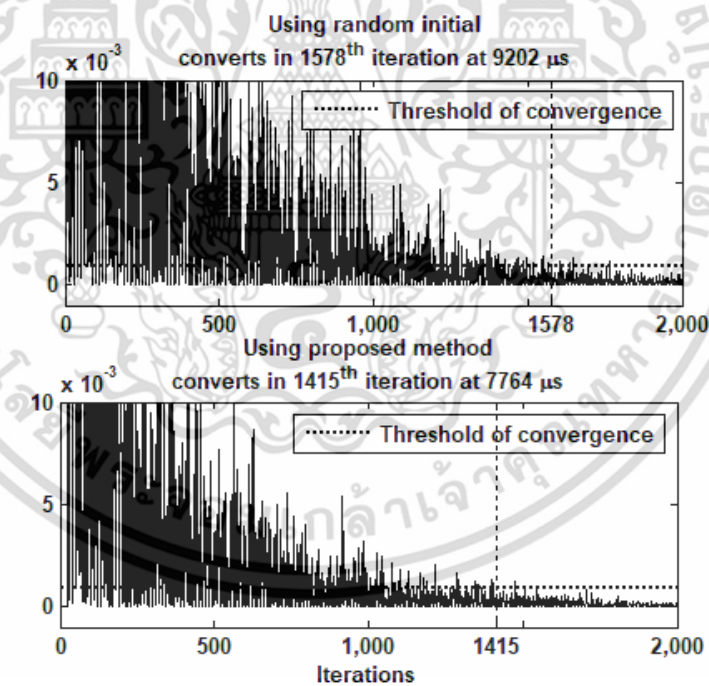 Using random initial
converts in 1578th iteration at 9202 μs
x 10-3
10
5
0
Threshold of convergence
0 500 1,000 1578 2,000
Using proposed method
converts in 1415th iteration at 7764 μs
x 10-3
10
5
0
Threshold of convergence
0 500 1,000 1415 2,000
Iterations